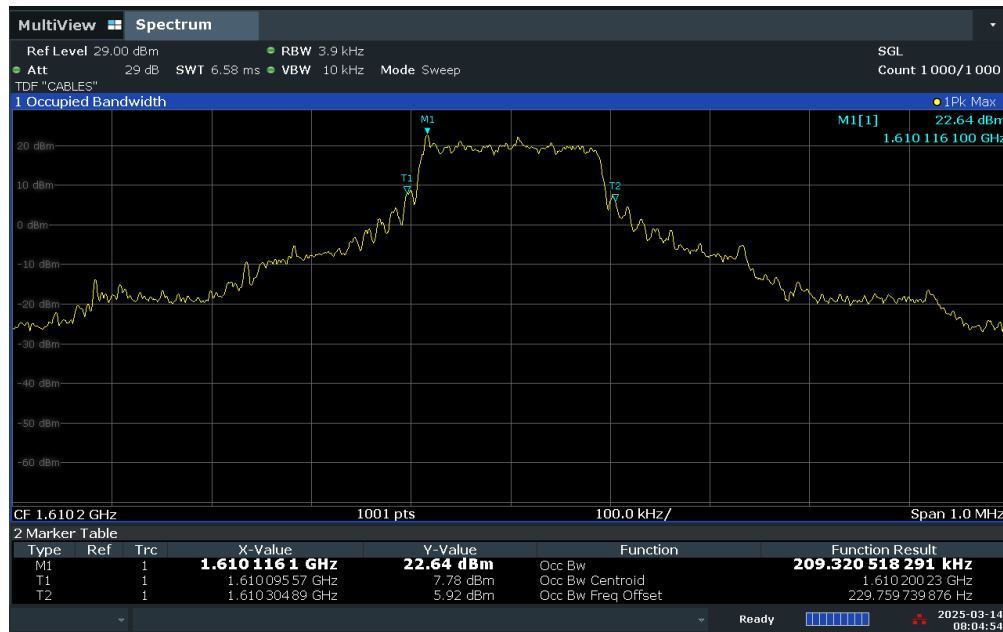 MultiView Spectrum
Ref Level 29.00 dBm RBW 3.9 kHz SGL
Att 29 dB SWT 6.58 ms VBW 10 kHz Mode Sweep Count 1000/1000
TDF "CABLES"
1 Occupied Bandwidth 1Pk Max
M1[1] 22.64 dBm
1.610 116 100 GHz
M1
20 dBm
T1
T2
10 dBm
0 dBm
-10 dBm
-20 dBm
-30 dBm
-40 dBm
-50 dBm
-60 dBm
CF 1.6102 GHz 1001 pts 100.0 kHz/ Span 1.0 MHz
2 Marker Table
Type Ref Trc X-Value Y-Value Function Function Result
M1 1 1.610 116 1 GHz 22.64 dBm Occ Bw 209.320 518 291 kHz
T1 1 1.610 095 57 GHz 7.78 dBm Occ Bw Centroid 1.610 200 23 GHz
T2 1 1.610 304 89 GHz 5.92 dBm Occ Bw Freq Offset 229.759 739 876 Hz
Ready 2025-03-14
08:04:54